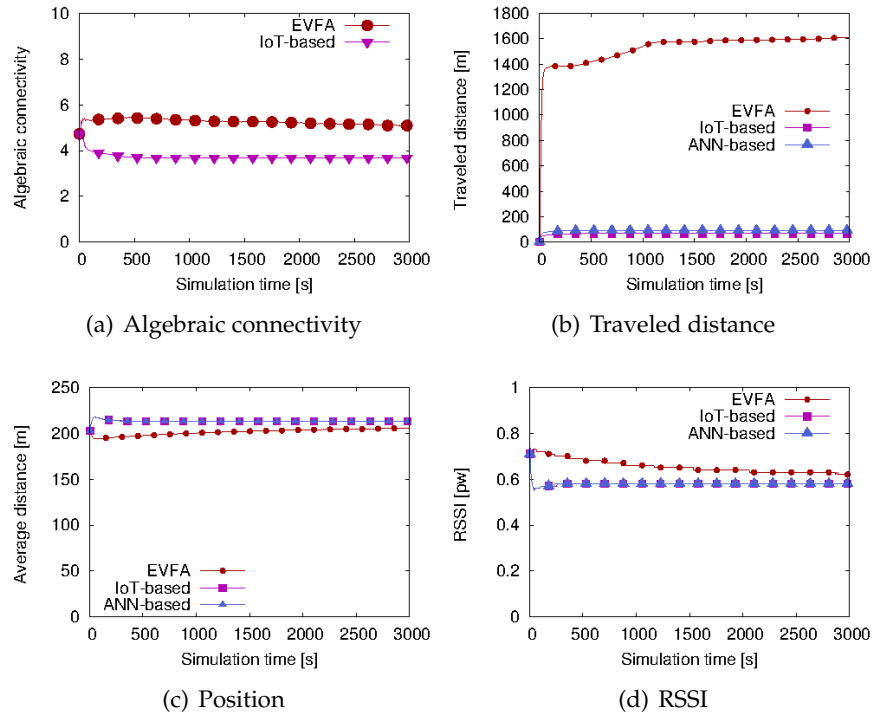 10
8
6
4
2
0
0 500 1000 1500 2000 2500 3000
Algebraic connectivity
Simulation time [s]
EVFA
IoT-based
(a) Algebraic connectivity
1800
1600
1400
1200
1000
800
600
400
200
0
0 500 1000 1500 2000 2500 3000
Traveled distance [m]
Simulation time [s]
EVFA
IoT-based
ANN-based
(b) Traveled distance
250
200
150
100
50
0
0 500 1000 1500 2000 2500 3000
Average distance [m]
Simulation time [s]
EVFA
IoT-based
ANN-based
(c) Position
1
0.8
0.6
0.4
0.2
0
0 500 1000 1500 2000 2500 3000
RSSI [pw]
Simulation time [s]
EVFA
IoT-based
ANN-based
(d) RSSI